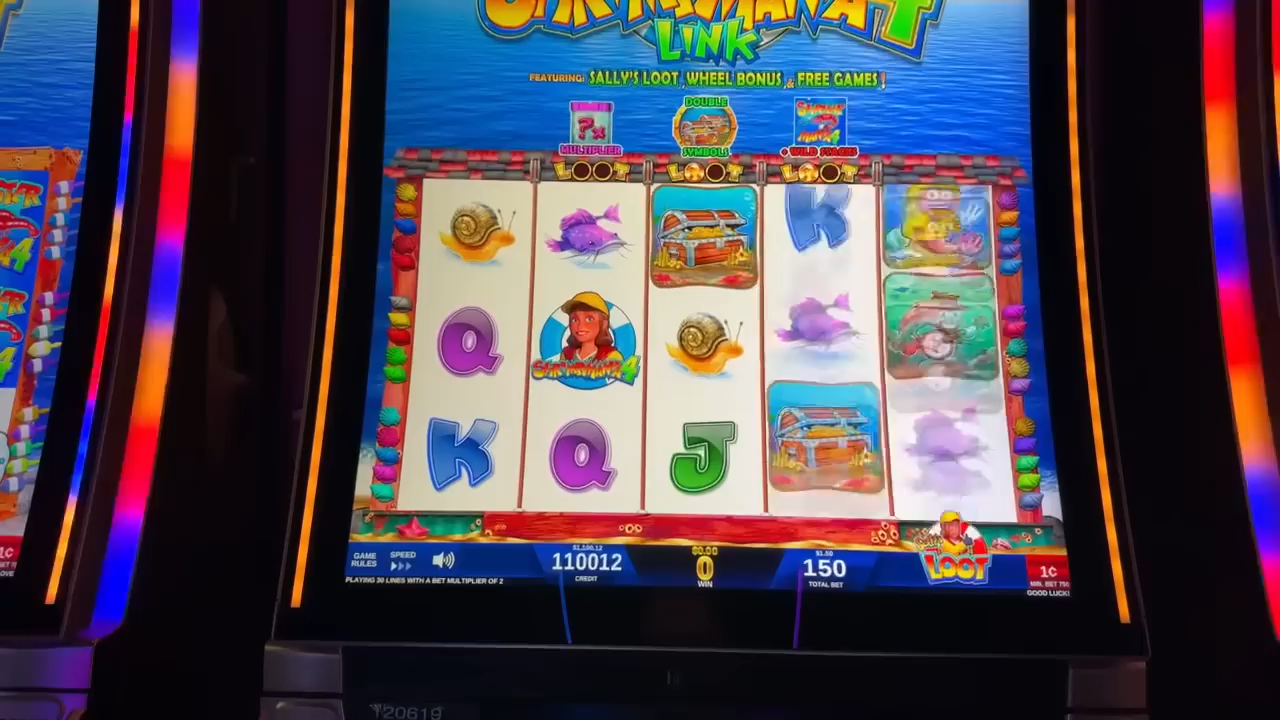 LINK
FEATURING: SALLY'S LOOT, WHEEL BONUS, & FREE GAMES!
DOUBLE
?x
MULTIPLIER
SYMBOLS
+ WILD STACKS
LOOT
LOOT
LOOT
K
Q
K
Q
J
GAME RULES
SPEED
$1,100.12
110012
CREDIT
$0.00
0
WIN
$1.50
150
TOTAL BET
LOOT
1¢
GOOD LUCK!
PLAYING 30 LINES WITH A BET MULTIPLIER OF 2
1¢